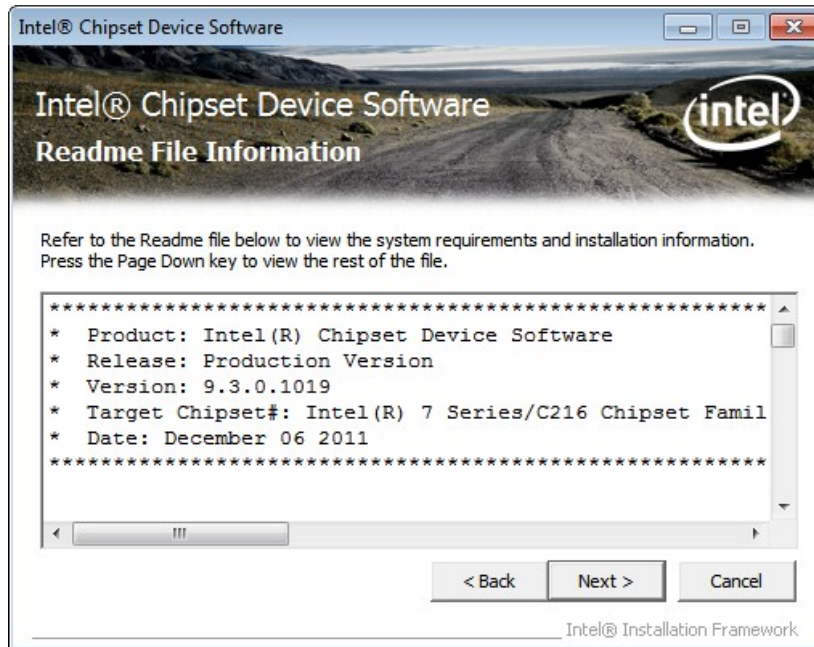 Intel® Chipset Device Software
Intel® Chipset Device Software
Readme File Information
intel
Refer to the Readme file below to view the system requirements and installation information.
Press the Page Down key to view the rest of the file.
********************************************************
* Product: Intel(R) Chipset Device Software
* Release: Production Version
* Version: 9.3.0.1019
* Target Chipset#: Intel(R) 7 Series/C216 Chipset Famil
* Date: December 06 2011
********************************************************
< Back Next > Cancel
Intel® Installation Framework